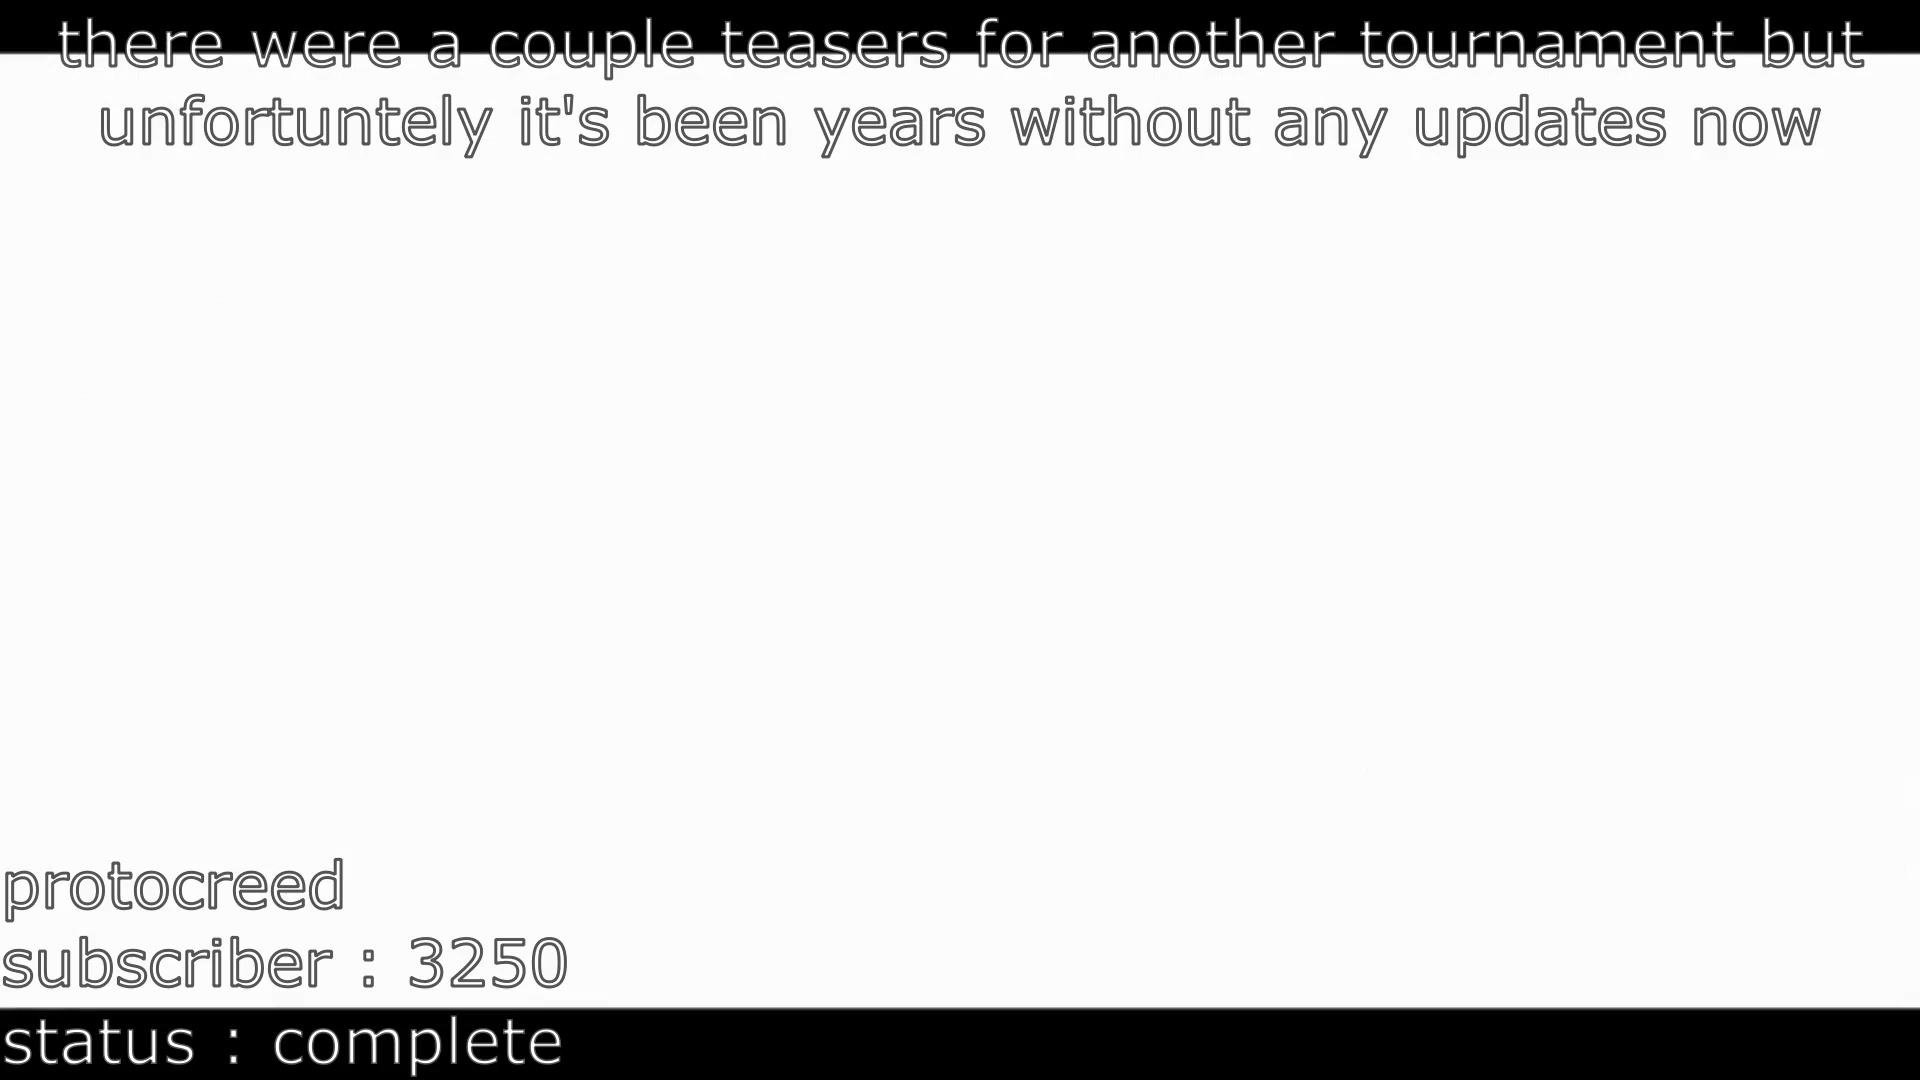 there were a couple teasers for another tournament but
unfortuntely it's been years without any updates now
protocreed
subscriber : 3250
status : complete